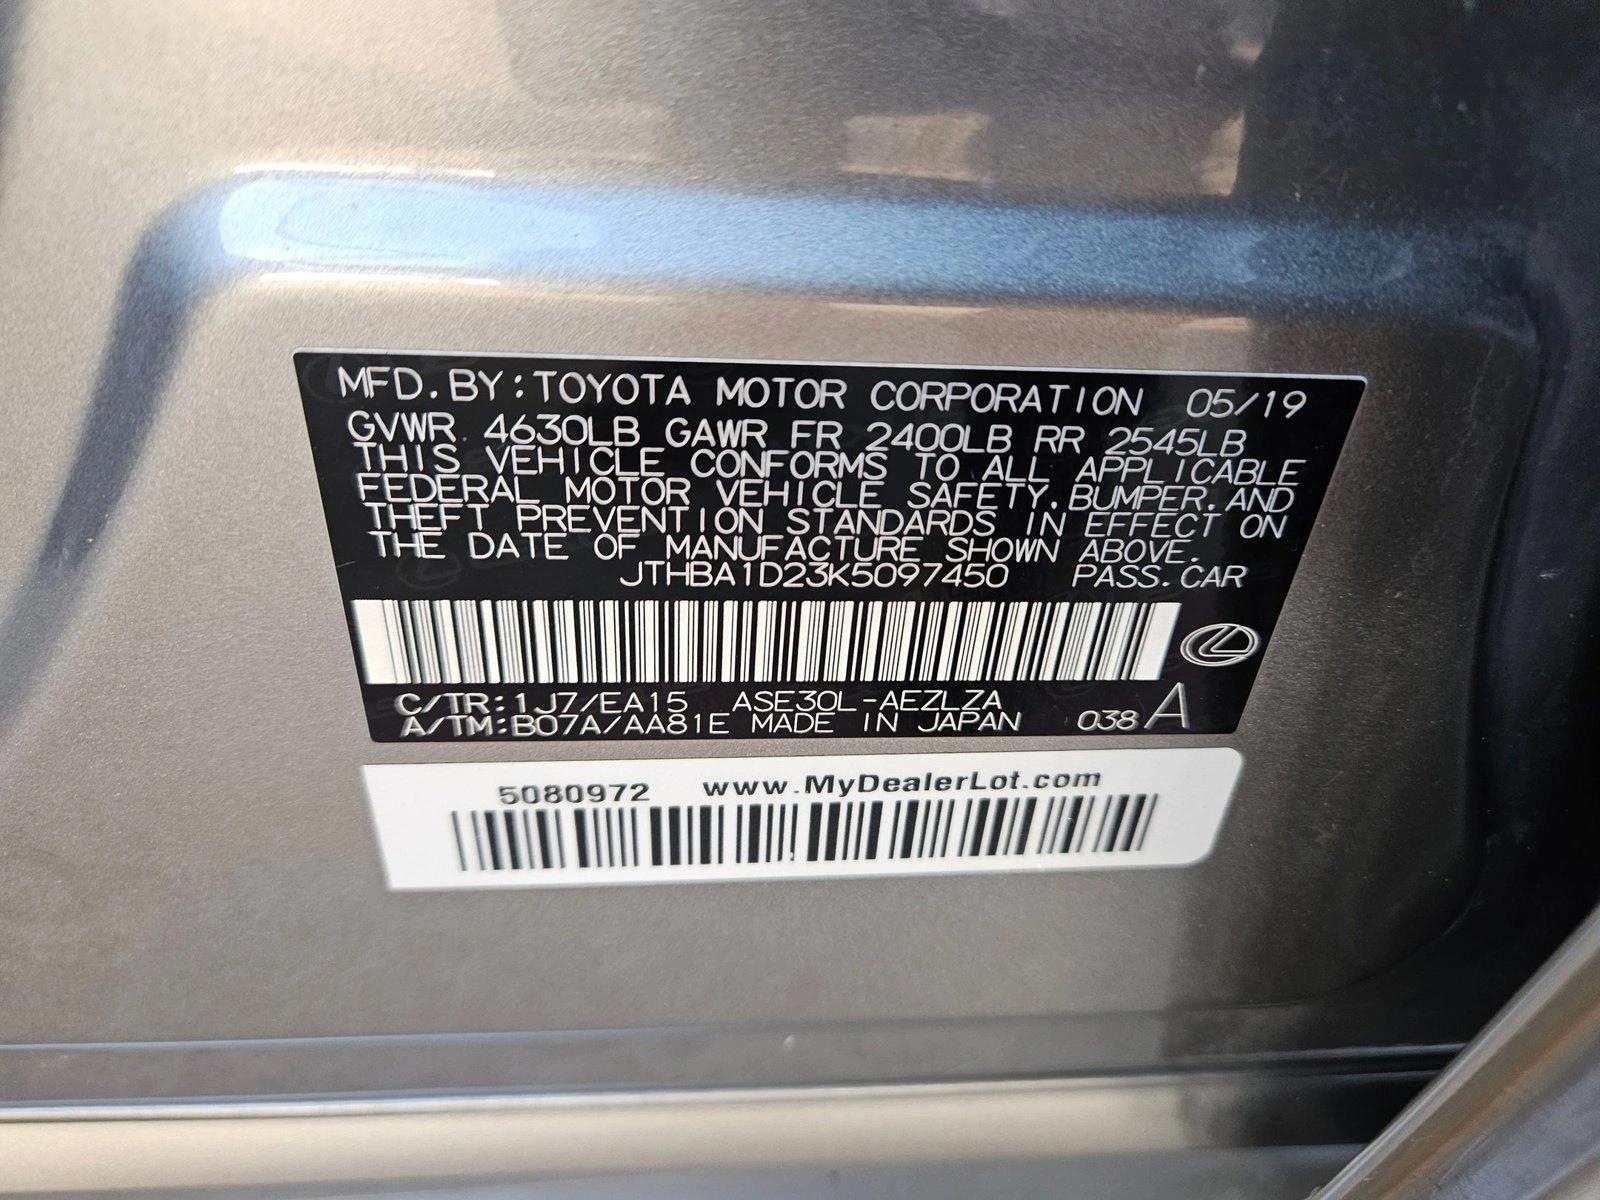 MFD. BY: TOYOTA MOTOR CORPORATION 05/19
GVWR 4630LB GAWR FR 2400LB RR 2545LB
THIS VEHICLE CONFORMS TO ALL APPLICABLE
FEDERAL MOTOR VEHICLE SAFETY, BUMPER, AND
THEFT PREVENTION STANDARDS IN EFFECT ON
THE DATE OF MANUFACTURE SHOWN ABOVE.
JTHBA1D23K5097450 PASS. CAR
C/TR: 1J7/EA15 ASE30L-AEZLZA
A/TM: B07A/AA81E MADE IN JAPAN 038 A
5080972 www.MyDealerLot.com